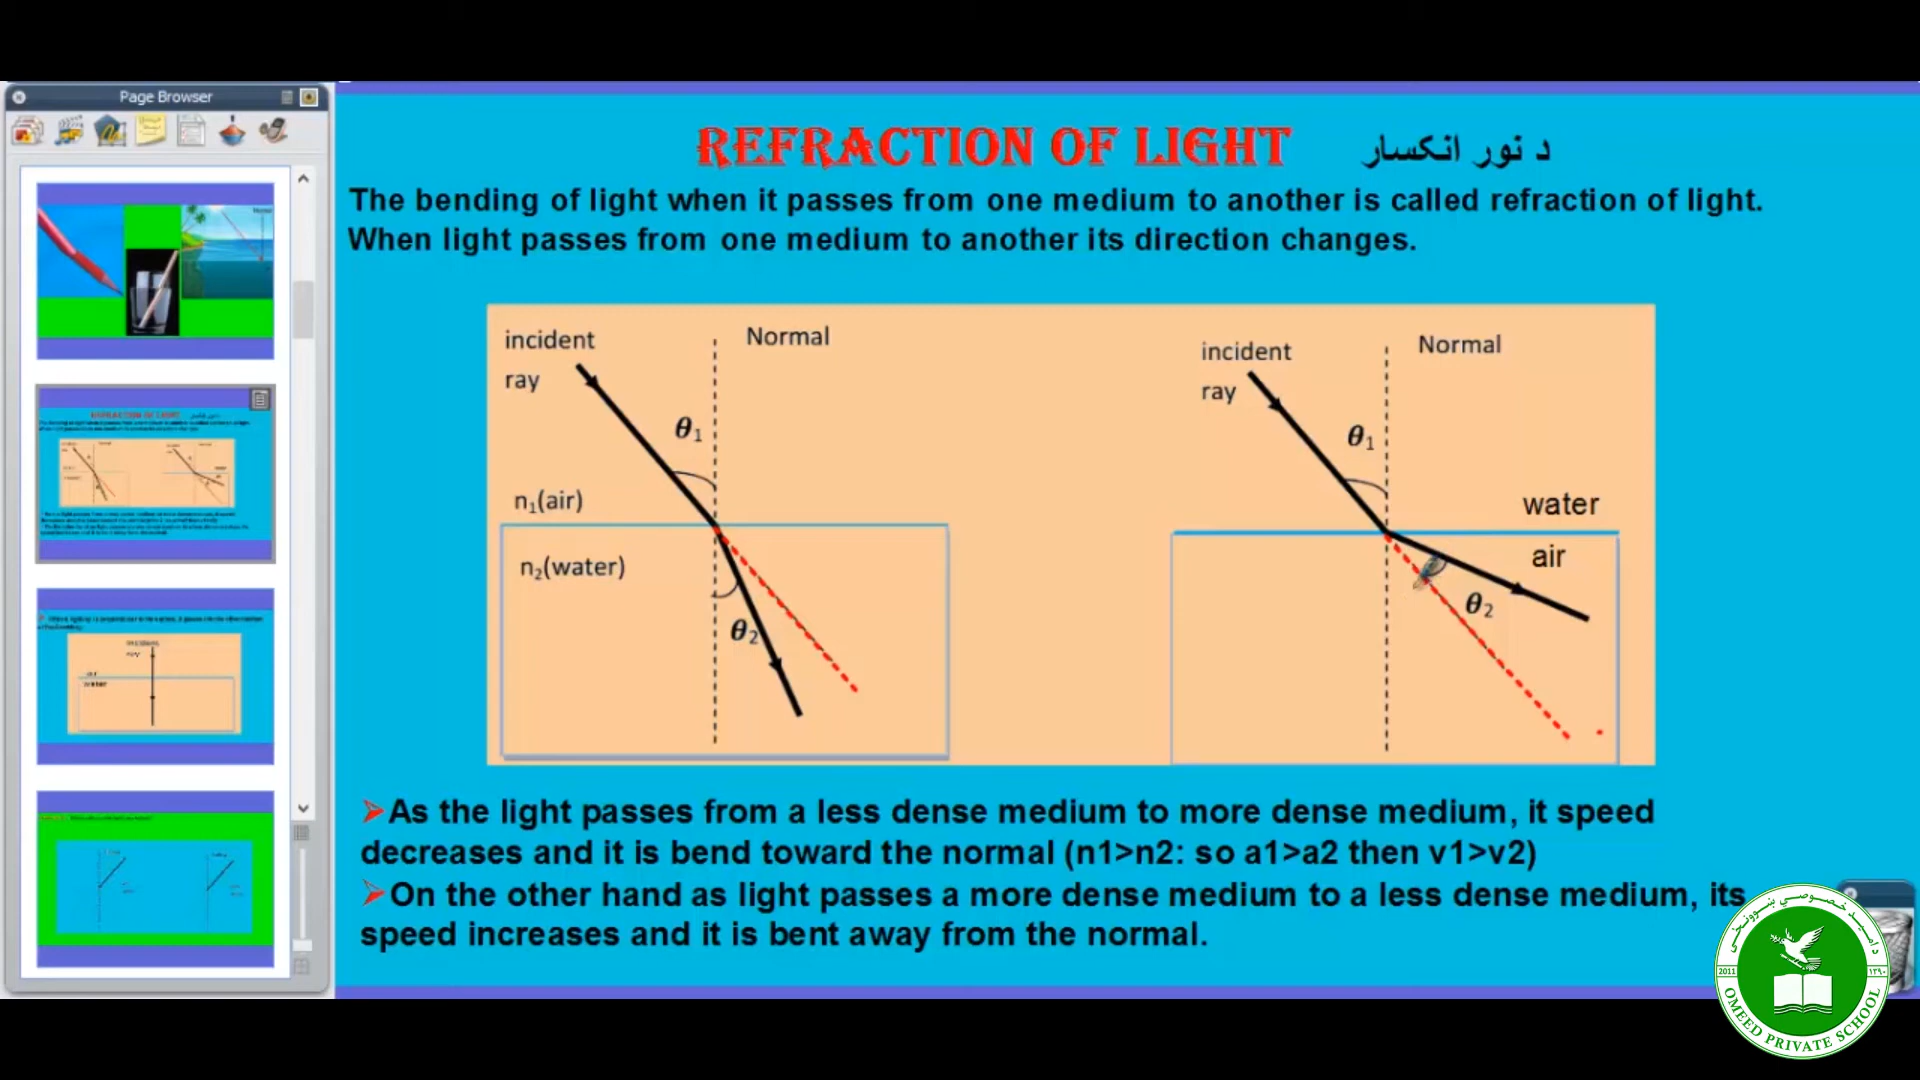 Page Browser
REFRACTION OF LIGHT د نور انکسار
The bending of light when it passes from one medium to another is called refraction of light.
When light passes from one medium to another its direction changes.
incident
ray
Normal
θ1
n1(air)
n2(water)
θ2
incident
ray
Normal
θ1
water
air
θ2
➢As the light passes from a less dense medium to more dense medium, it speed
decreases and it is bend toward the normal (n1>n2: so a1>a2 then v1>v2)
➢On the other hand as light passes a more dense medium to a less dense medium, its
speed increases and it is bent away from the normal.
2011
۱۳۹۰
OMEED PRIVATE SCHOOL